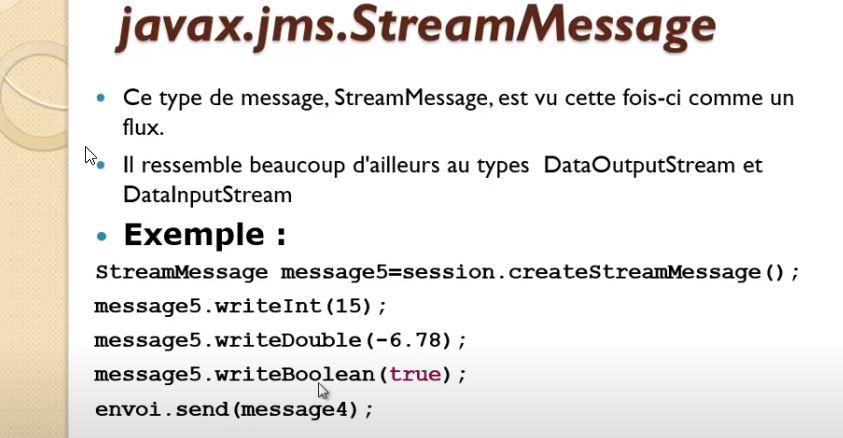 javax.jms.StreamMessage
Ce type de message, StreamMessage, est vu cette fois-ci comme un
flux.
Il ressemble beaucoup d'ailleurs au types DataOutputStream et
DataInputStream
Exemple :
StreamMessage message5=session.createStreamMessage();
message5.writeInt(15);
message5.writeDouble(-6.78);
message5.writeBoolean(true);
envoi.send(message4);